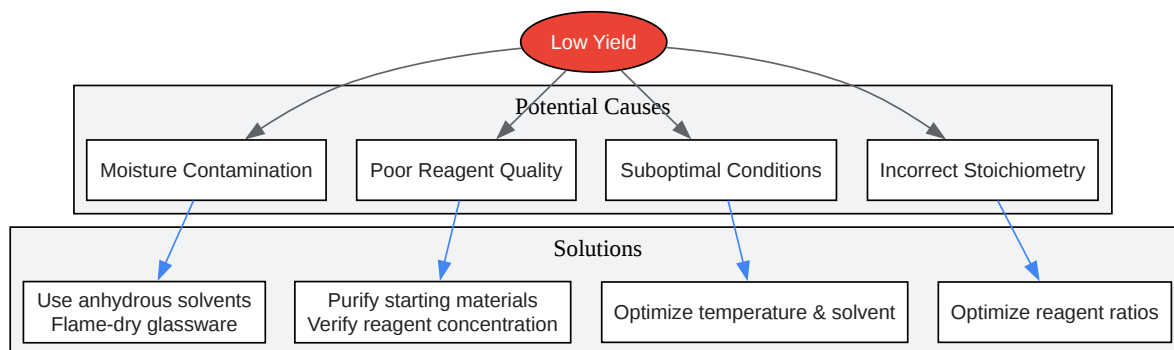 Low Yield
Potential Causes
Moisture Contamination
Poor Reagent Quality
Suboptimal Conditions
Incorrect Stoichiometry
Solutions
Use anhydrous solvents
Flame-dry glassware
Purify starting materials
Verify reagent concentration
Optimize temperature & solvent
Optimize reagent ratios